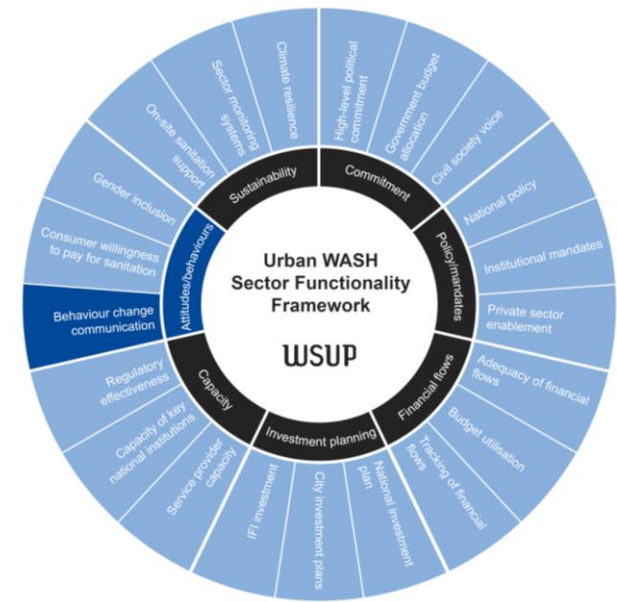 Urban WASH
Sector Functionality
Framework
WSUP
Commitment
High-level political
commitment
Government budget
allocation
Civil society voice
Policy/mandates
National policy
Institutional mandates
Private sector
enablement
Financial flows
Adequacy of financial
flows
Budget utilisation
Tracking of financial
flows
Investment planning
National investment
plan
City investment plans
IFI investment
Capacity
Service provider
capacity
Capacity of key
national institutions
Regulatory
effectiveness
Attitudes/behaviours
Behaviour change
communication
Consumer willingness
to pay for sanitation
Gender inclusion
Sustainability
On-site sanitation
support
Sector monitoring
systems
Climate resilience